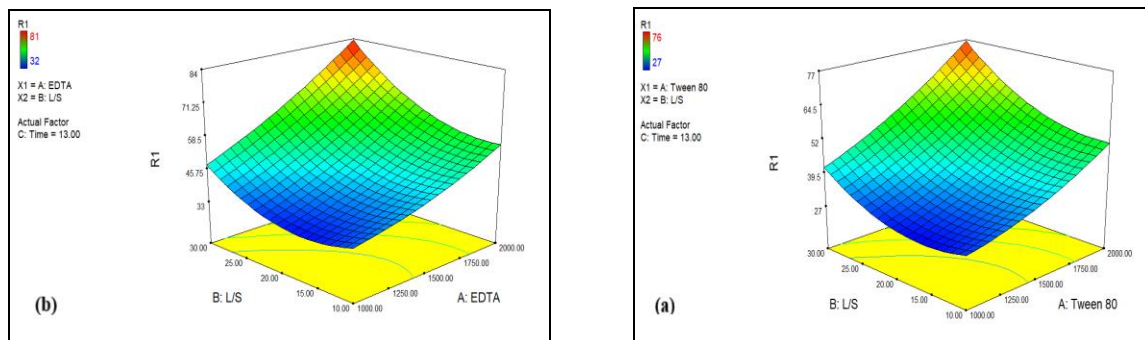 R1
81
32
X1 = A: EDTA
X2 = B: L/S
Actual Factor
C: Time = 13.00
84
71.25
58.5
45.75
33
R1
30.00
25.00
20.00
15.00
10.00
B: L/S
2000.00
1750.00
1500.00
1250.00
1000.00
A: EDTA
(b)
R1
76
27
X1 = A: Tween 80
X2 = B: L/S
Actual Factor
C: Time = 13.00
77
64.5
52
39.5
27
R1
30.00
25.00
20.00
15.00
10.00
B: L/S
2000.00
1750.00
1500.00
1250.00
1000.00
A: Tween 80
(a)